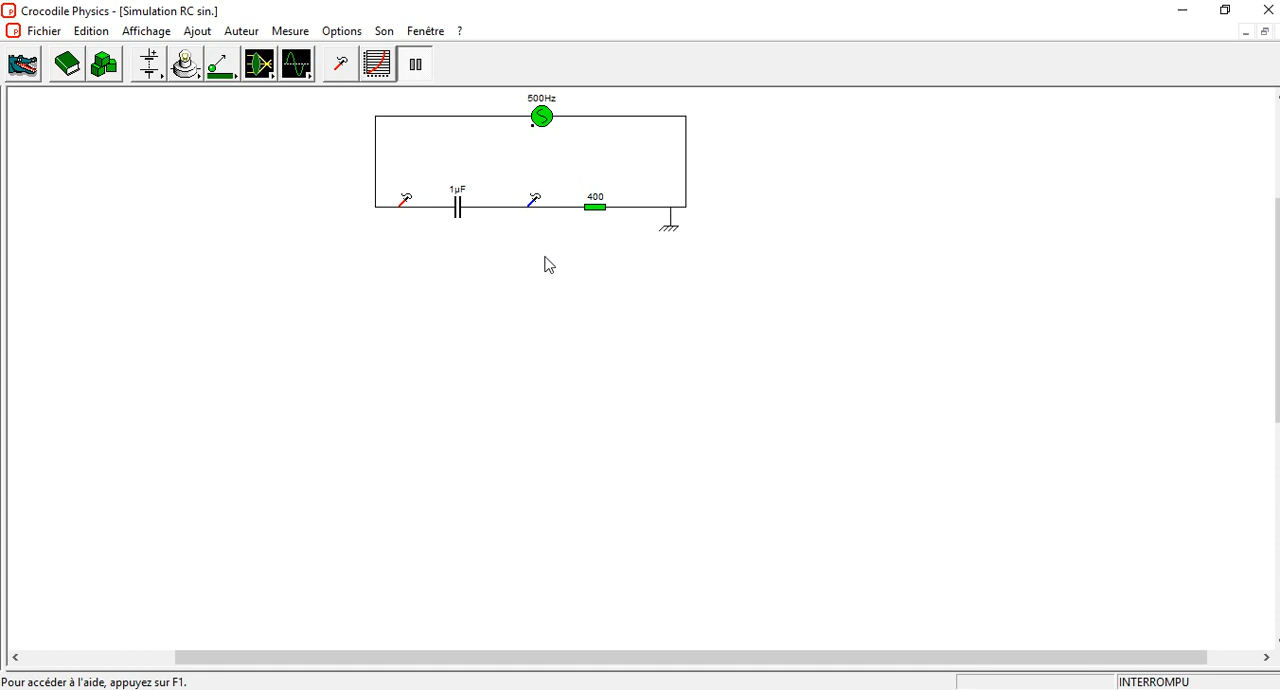 Crocodile Physics - [Simulation RC sin.]
Fichier Edition Affichage Ajout Auteur Mesure Options Son Fenêtre ?
500Hz
1µF
400
Pour accéder à l'aide, appuyez sur F1.
INTERROMPU